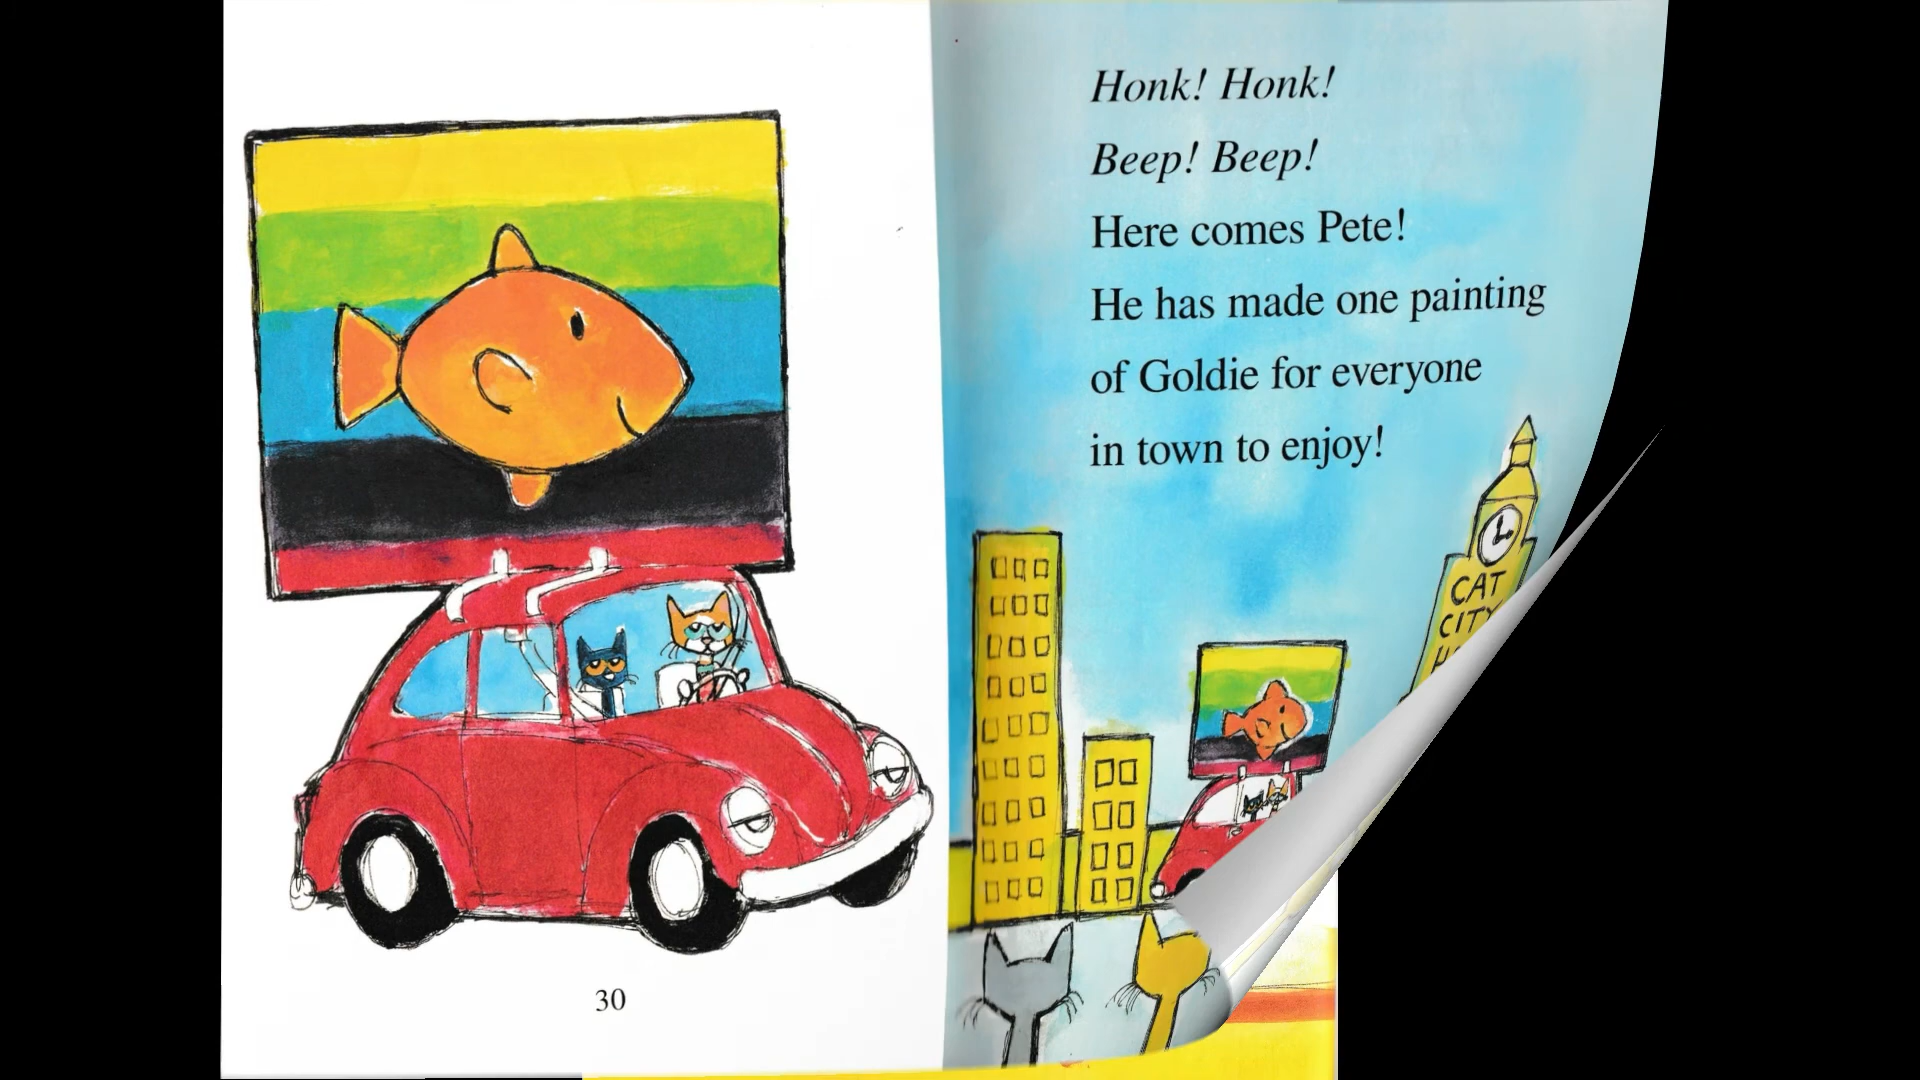 Honk! Honk!
Beep! Beep!
Here comes Pete!
He has made one painting
of Goldie for everyone
in town to enjoy!
CAT
CITY
30